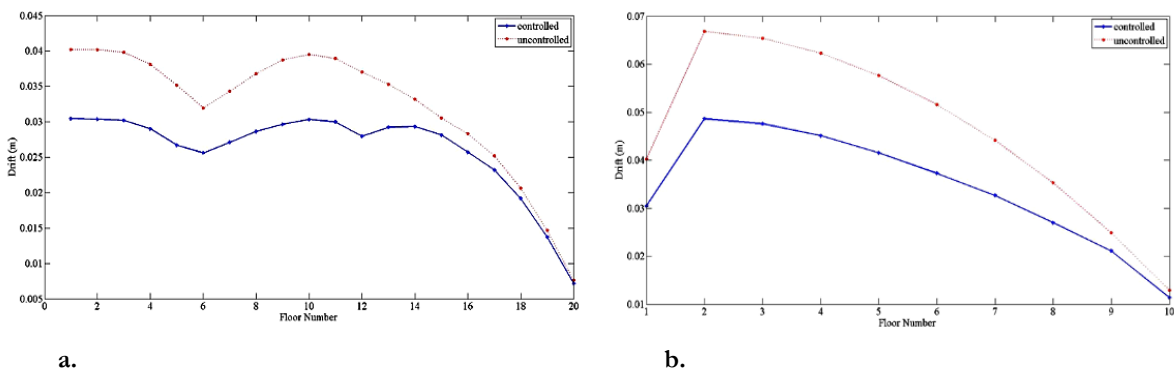 0.045
0.04
0.035
0.03
0.025
0.02
0.015
0.01
0.005
Drift (m)
0 2 4 6 8 10 12 14 16 18 20
Floor Number
controlled
uncontrolled
a.
0.07
0.06
0.05
0.04
0.03
0.02
0.01
Drift (m)
1 2 3 4 5 6 7 8 9 10
Floor Number
controlled
uncontrolled
b.